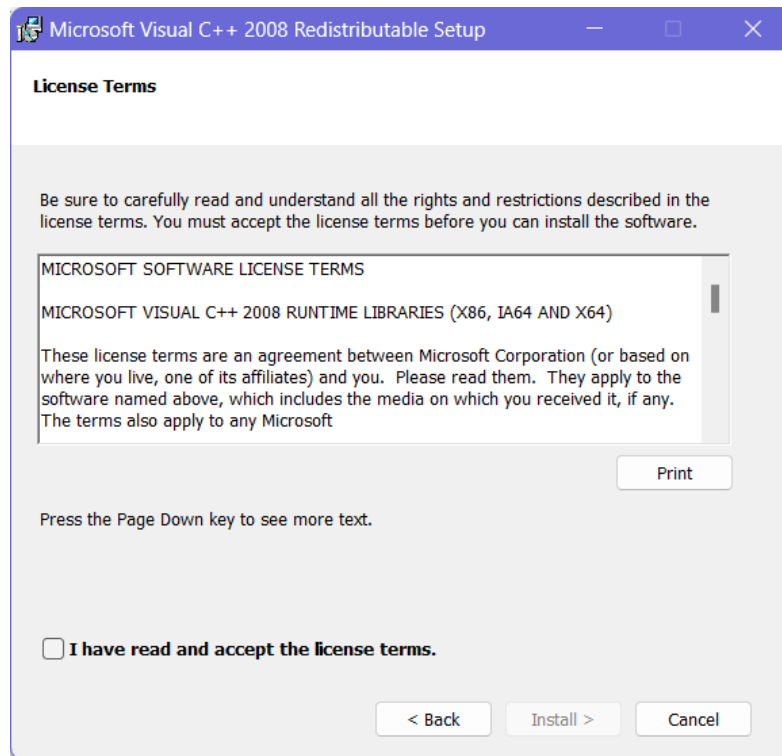 Microsoft Visual C++ 2008 Redistributable Setup
License Terms
Be sure to carefully read and understand all the rights and restrictions described in the
license terms. You must accept the license terms before you can install the software.
MICROSOFT SOFTWARE LICENSE TERMS
MICROSOFT VISUAL C++ 2008 RUNTIME LIBRARIES (X86, IA64 AND X64)
These license terms are an agreement between Microsoft Corporation (or based on
where you live, one of its affiliates) and you.  Please read them.  They apply to the
software named above, which includes the media on which you received it, if any.
The terms also apply to any Microsoft
Print
Press the Page Down key to see more text.
I have read and accept the license terms.
< Back
Install >
Cancel